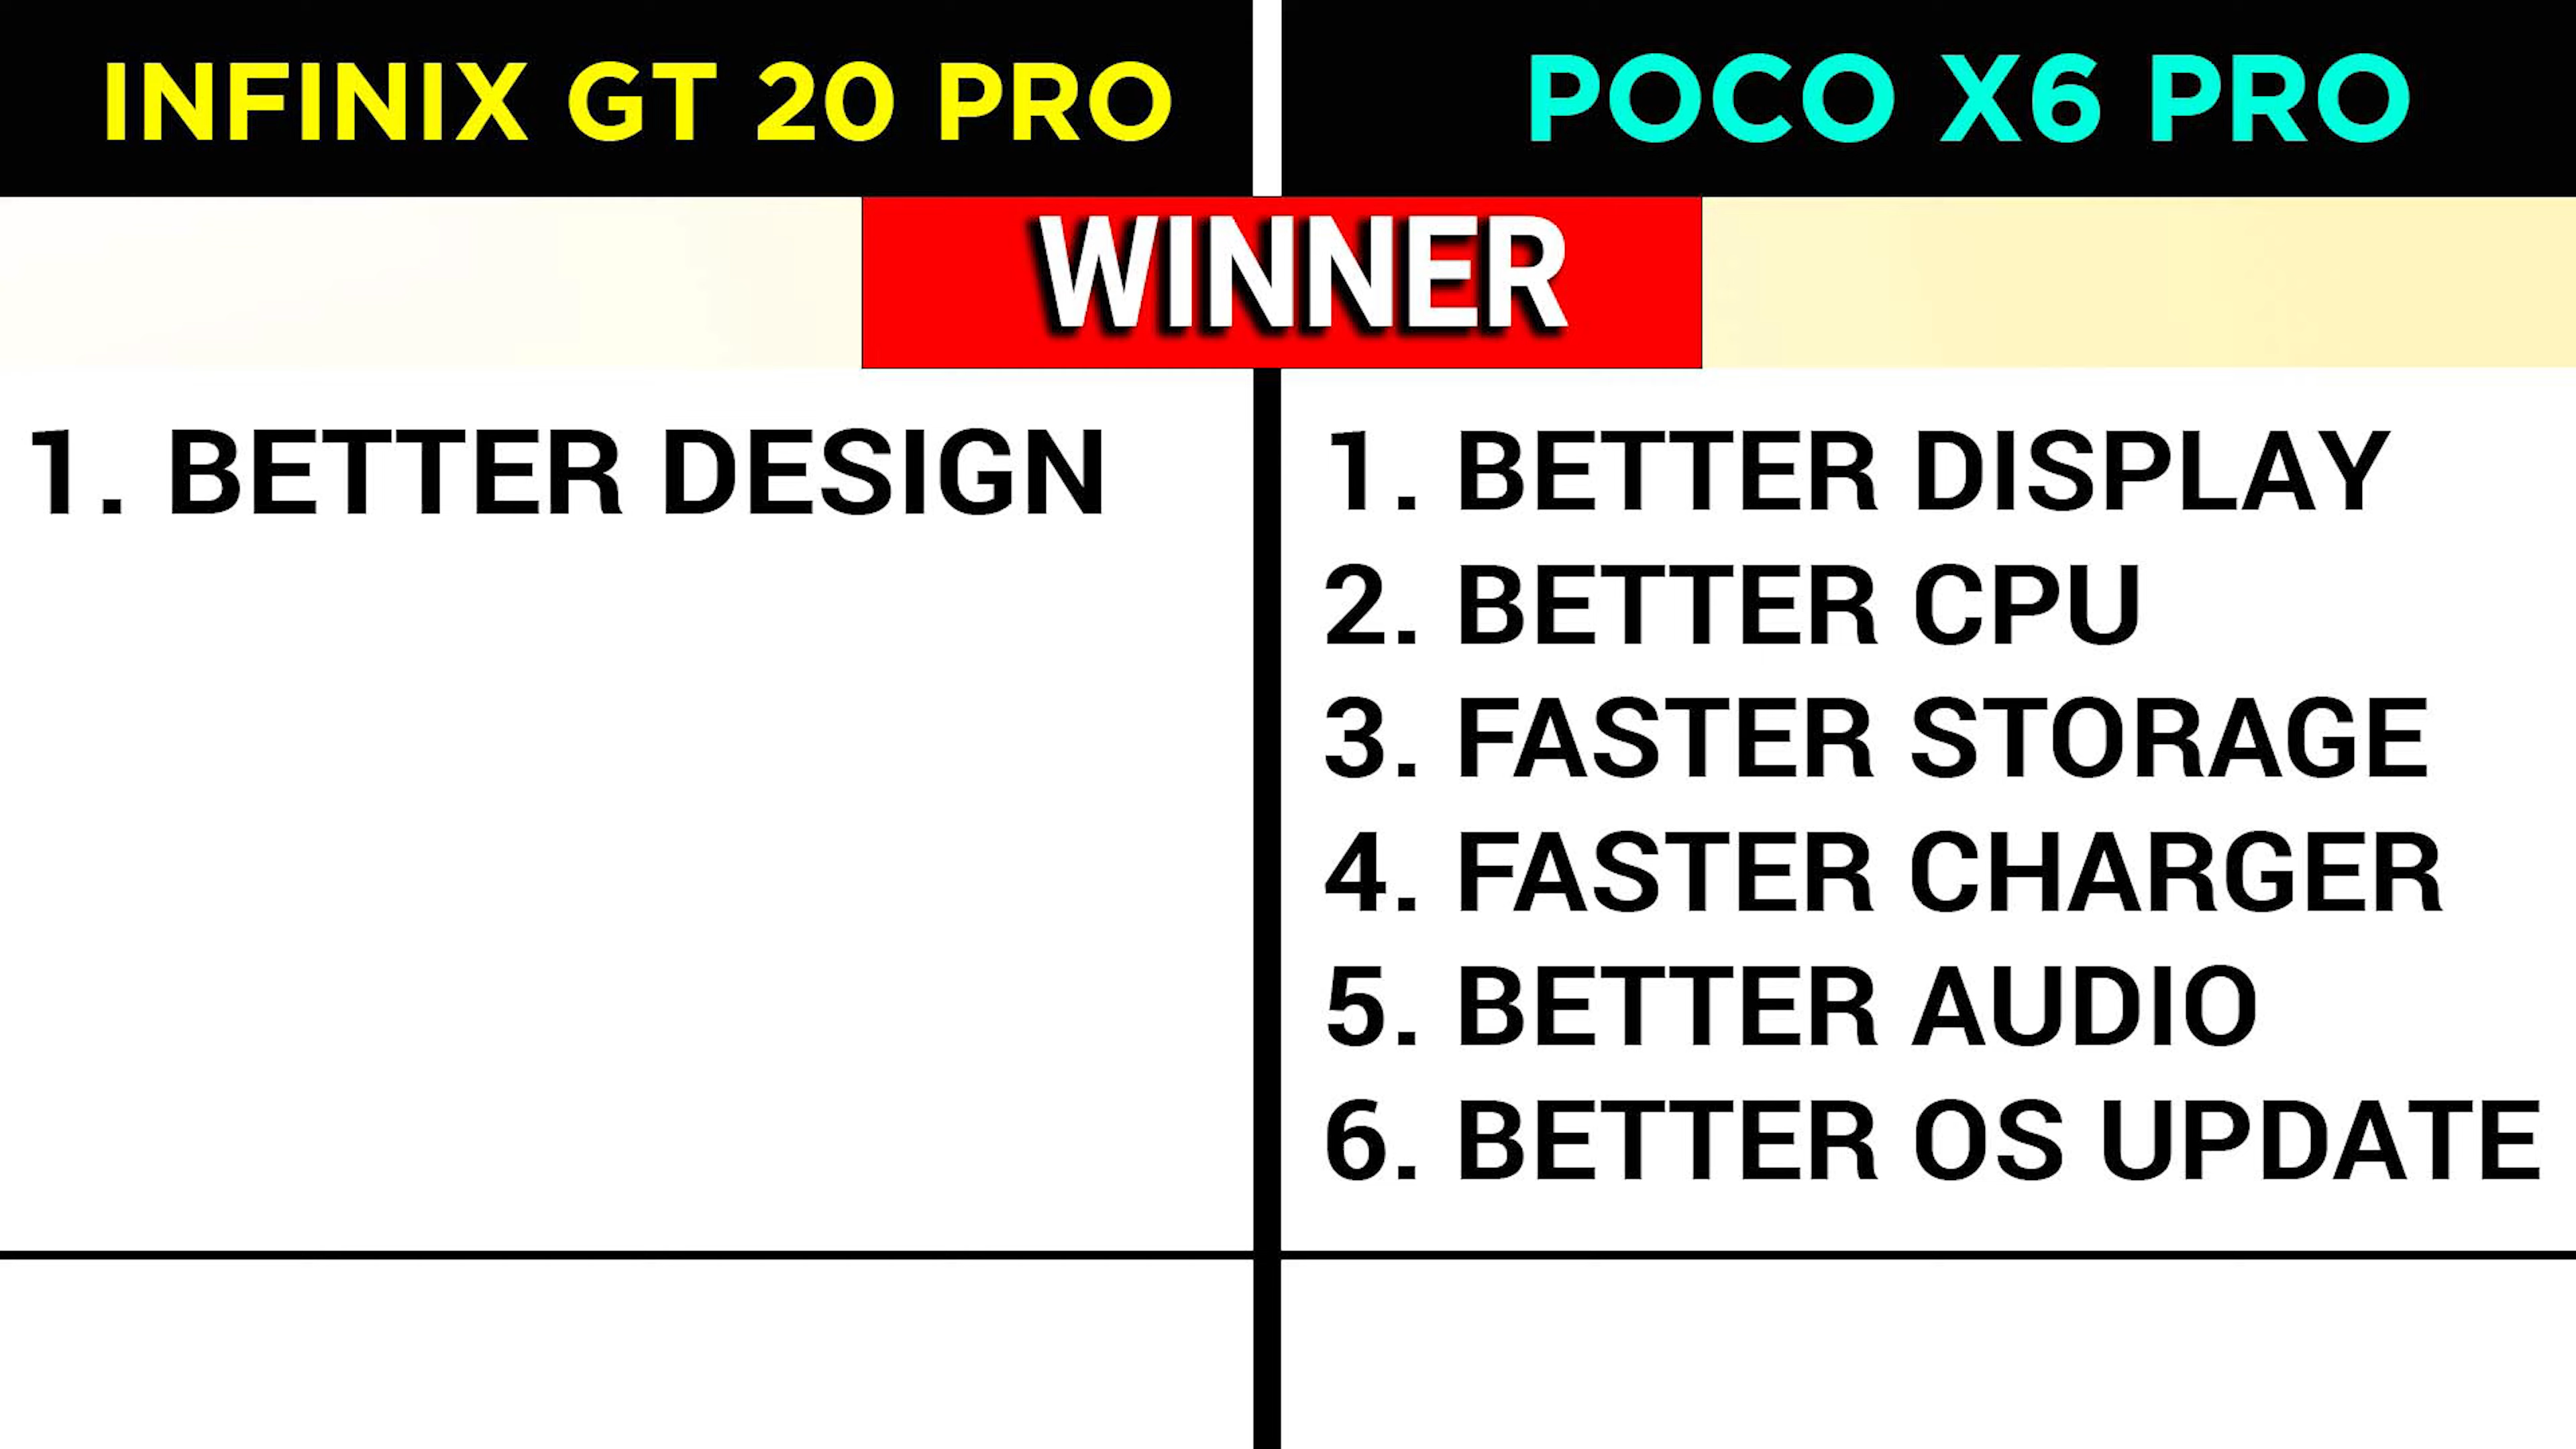 INFINIX GT 20 PRO
POCO X6 PRO
WINNER
1. BETTER DESIGN
1. BETTER DISPLAY
2. BETTER CPU
3. FASTER STORAGE
4. FASTER CHARGER
5. BETTER AUDIO
6. BETTER OS UPDATE